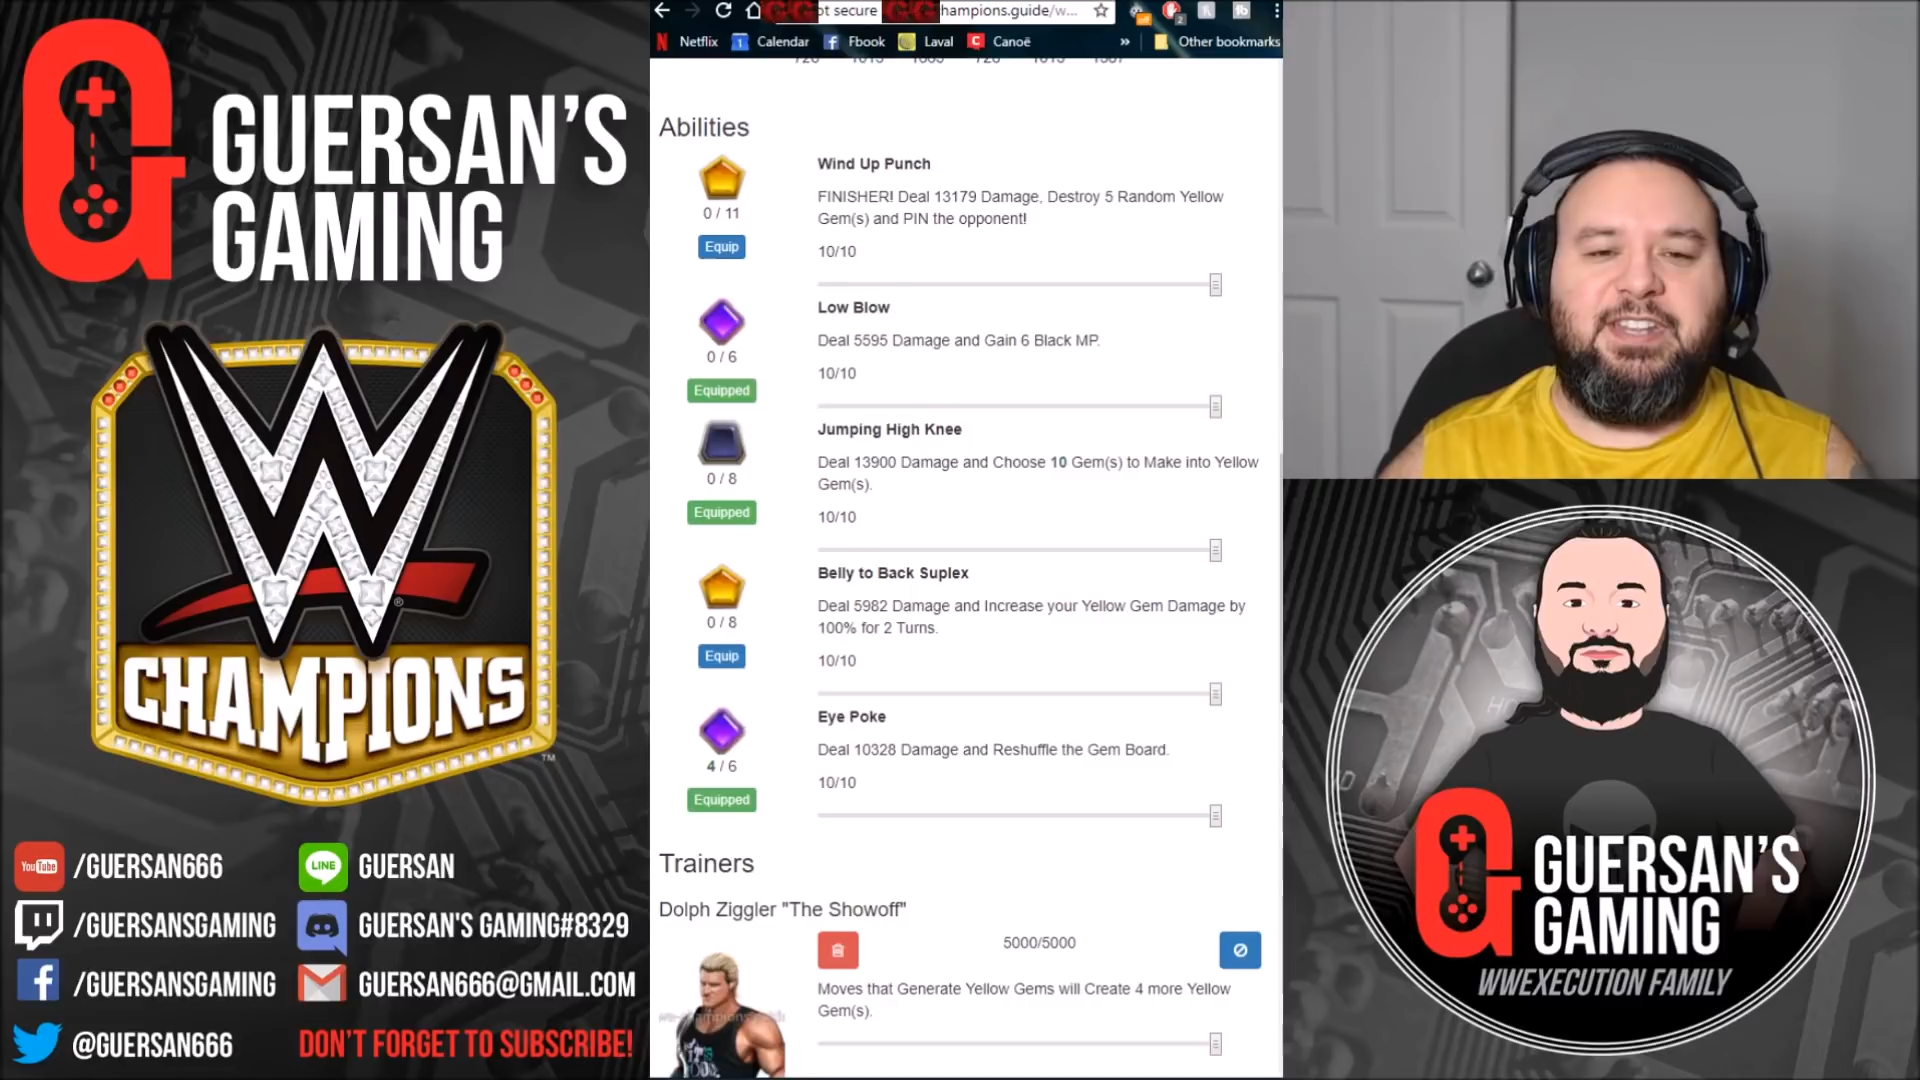 GUERSAN'S
GAMING
CHAMPIONS
™
®
YouTube /GUERSAN666
LINE GUERSAN
/GUERSANSGAMING
GUERSAN'S GAMING#8329
/GUERSANSGAMING
GUERSAN666@GMAIL.COM
@GUERSAN666
DON'T FORGET TO SUBSCRIBE!
ot secure
hampions.guide/w...
2
Netflix
1 Calendar
Fbook
Laval
Canoë
»
Other bookmarks
Abilities
Wind Up Punch
FINISHER! Deal 13179 Damage, Destroy 5 Random Yellow
Gem(s) and PIN the opponent!
0 / 11
Equip
10/10
Low Blow
Deal 5595 Damage and Gain 6 Black MP.
0 / 6
10/10
Equipped
Jumping High Knee
Deal 13900 Damage and Choose 10 Gem(s) to Make into Yellow
Gem(s).
0 / 8
Equipped
10/10
Belly to Back Suplex
Deal 5982 Damage and Increase your Yellow Gem Damage by
100% for 2 Turns.
0 / 8
Equip
10/10
Eye Poke
Deal 10328 Damage and Reshuffle the Gem Board.
4 / 6
10/10
Equipped
Trainers
Dolph Ziggler "The Showoff"
5000/5000
Moves that Generate Yellow Gems will Create 4 more Yellow
Gem(s).
GUERSAN'S
GAMING
WWEXECUTION FAMILY